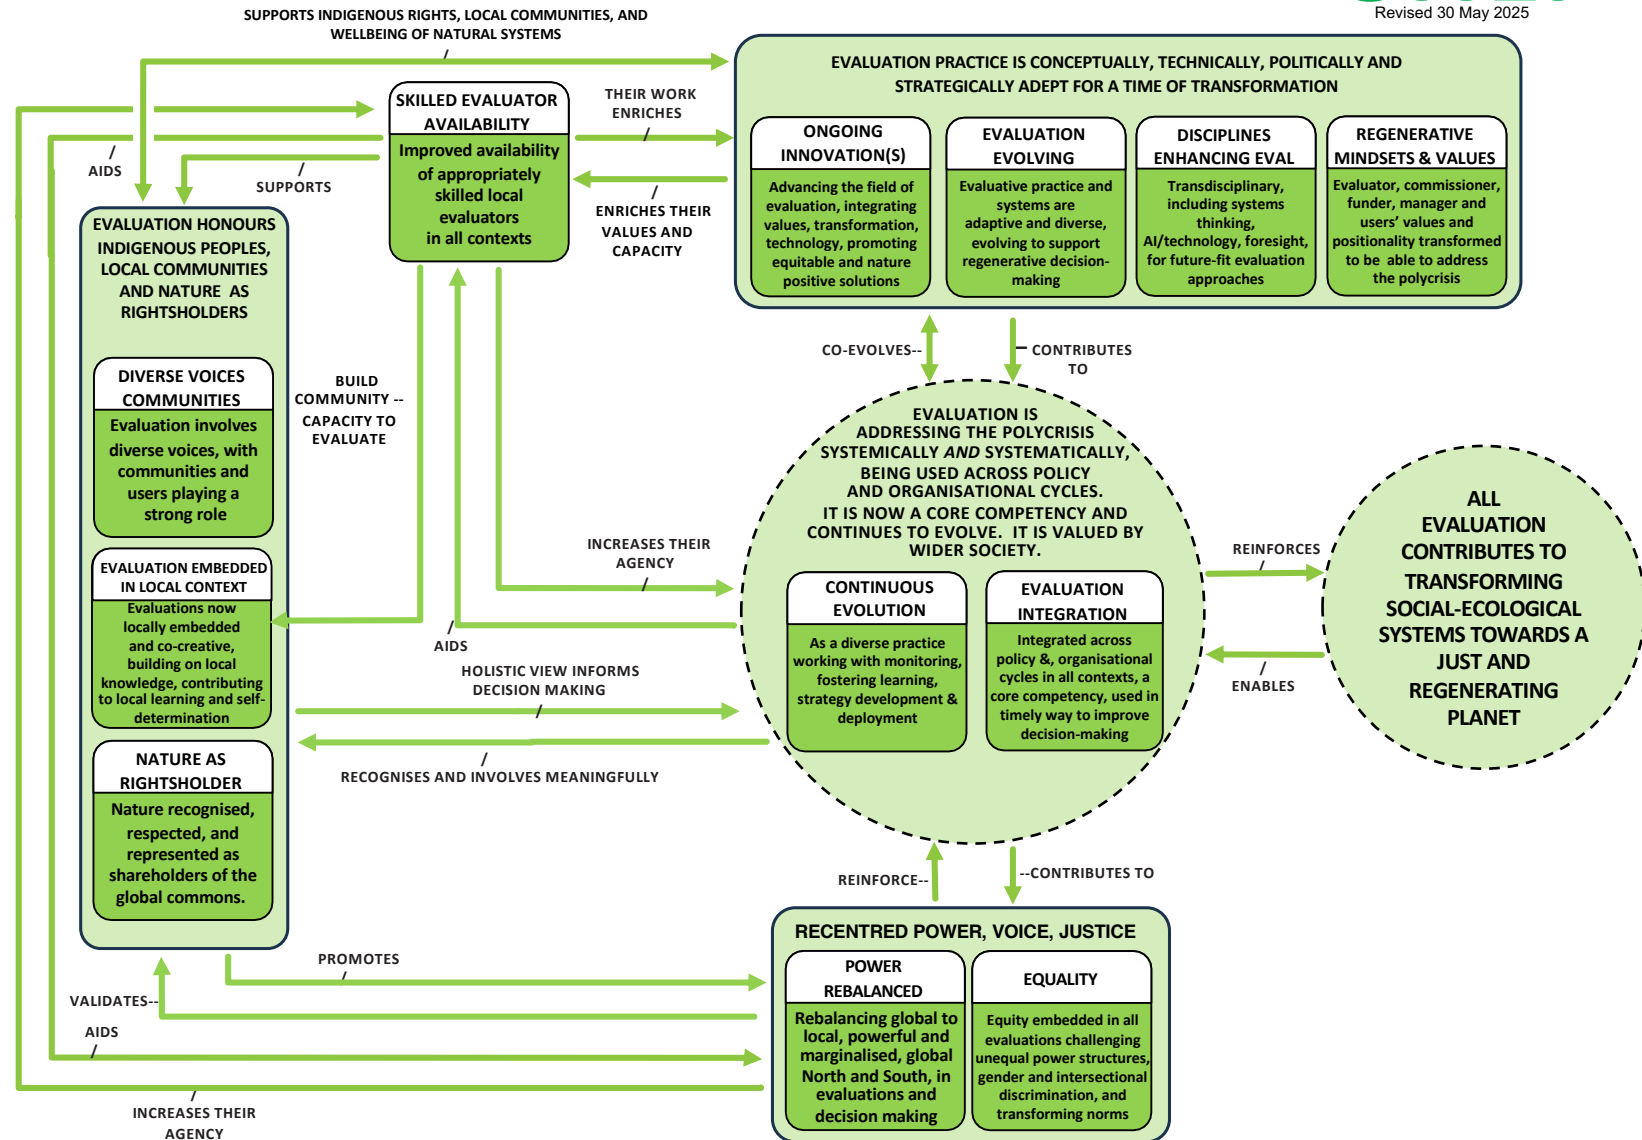 SUPPORTS INDIGENOUS RIGHTS, LOCAL COMMUNITIES, AND
WELLBEING OF NATURAL SYSTEMS
Revised 30 May 2025
EVALUATION PRACTICE IS CONCEPTUALLY, TECHNICALLY, POLITICALLY AND
STRATEGICALLY ADEPT FOR A TIME OF TRANSFORMATION
SKILLED EVALUATOR
AVAILABILITY
Improved availability
of appropriately
skilled local
evaluators
in all contexts
THEIR WORK
ENRICHES
ENRICHES THEIR
VALUES AND
CAPACITY
AIDS
SUPPORTS
ONGOING
INNOVATION(S)
Advancing the field of
evaluation, integrating
values, transformation,
technology, promoting
equitable and nature
positive solutions
EVALUATION
EVOLVING
Evaluative practice and
systems are
adaptive and diverse,
evolving to support
regenerative decision-
making
DISCIPLINES
ENHANCING EVAL
Transdisciplinary,
including systems
thinking,
AI/technology, foresight,
for future-fit evaluation
approaches
REGENERATIVE
MINDSETS & VALUES
Evaluator, commissioner,
funder, manager and
users’ values and
positionality transformed
to be able to address
the polycrisis
EVALUATION HONOURS
INDIGENOUS PEOPLES,
LOCAL COMMUNITIES
AND NATURE AS
RIGHTSHOLDERS
DIVERSE VOICES
COMMUNITIES
Evaluation involves
diverse voices, with
communities and
users playing a
strong role
EVALUATION EMBEDDED
IN LOCAL CONTEXT
Evaluations now
locally embedded
and co-creative,
building on local
knowledge, contributing
to local learning and self-
determination
NATURE AS
RIGHTSHOLDER
Nature recognised,
respected, and
represented as
shareholders of the
global commons.
BUILD
COMMUNITY --
CAPACITY TO
EVALUATE
CO-EVOLVES--
CONTRIBUTES
TO
INCREASES THEIR
AGENCY
AIDS
HOLISTIC VIEW INFORMS
DECISION MAKING
RECOGNISES AND INVOLVES MEANINGFULLY
EVALUATION IS
ADDRESSING THE POLYCRISIS
SYSTEMICALLY AND SYSTEMATICALLY,
BEING USED ACROSS POLICY
AND ORGANISATIONAL CYCLES.
IT IS NOW A CORE COMPETENCY AND
CONTINUES TO EVOLVE. IT IS VALUED BY
WIDER SOCIETY.
CONTINUOUS
EVOLUTION
As a diverse practice
working with monitoring,
fostering learning,
strategy development &
deployment
EVALUATION
INTEGRATION
Integrated across
policy &, organisational
cycles in all contexts, a
core competency, used in
timely way to improve
decision-making
REINFORCES
ENABLES
ALL
EVALUATION
CONTRIBUTES TO
TRANSFORMING
SOCIAL-ECOLOGICAL
SYSTEMS TOWARDS A
JUST AND
REGENERATING
PLANET
REINFORCE--
--CONTRIBUTES TO
RECENTRED POWER, VOICE, JUSTICE
POWER
REBALANCED
Rebalancing global to
local, powerful and
marginalised, global
North and South, in
evaluations and
decision making
EQUALITY
Equity embedded in all
evaluations challenging
unequal power structures,
gender and intersectional
discrimination, and
transforming norms
PROMOTES
VALIDATES--
AIDS
INCREASES THEIR
AGENCY